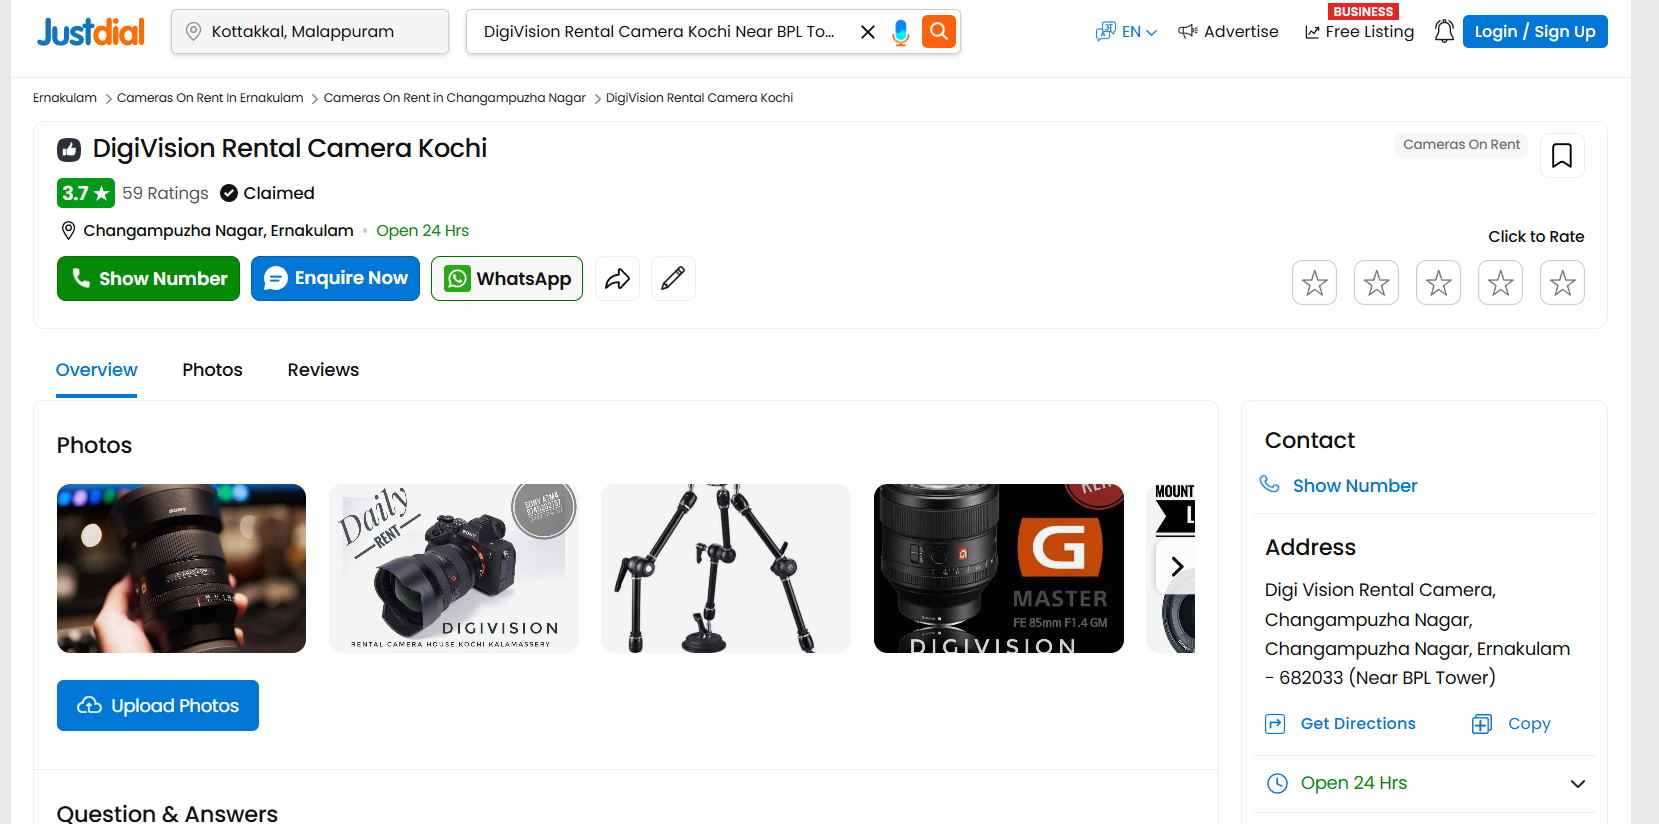 Justdial
Kottakkal, Malappuram
DigiVision Rental Camera Kochi Near BPL To...
EN
Advertise
BUSINESS
Free Listing
Login / Sign Up
Ernakulam > Cameras On Rent In Ernakulam > Cameras On Rent in Changampuzha Nagar > DigiVision Rental Camera Kochi
DigiVision Rental Camera Kochi
Cameras On Rent
3.7 ★ 59 Ratings Claimed
Changampuzha Nagar, Ernakulam • Open 24 Hrs
Click to Rate
Show Number
Enquire Now
WhatsApp
Overview
Photos
Reviews
Photos
SONY
Daily
RENT
SONY A7M4
SONY
DIGIVISION
RENTAL CAMERA HOUSE KOCHI KALAMASSERY
G
G
MASTER
FE 85mm F1.4 GM
DIGIVISION
MOUNT
L
Upload Photos
Question & Answers
Contact
Show Number
Address
Digi Vision Rental Camera,
Changampuzha Nagar,
Changampuzha Nagar, Ernakulam
- 682033 (Near BPL Tower)
Get Directions
Copy
Open 24 Hrs